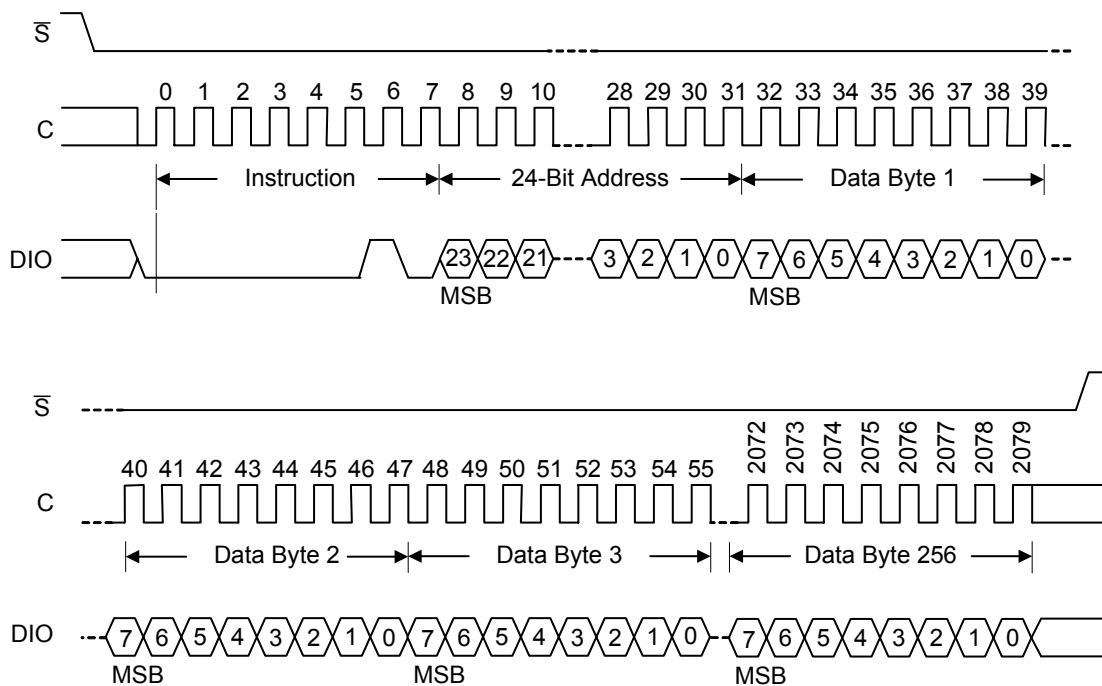 S̅
0 1 2 3 4 5 6 7 8 9 10 28 29 30 31 32 33 34 35 36 37 38 39
C
Instruction 24-Bit Address Data Byte 1
DIO 23 22 21 3 2 1 0 7 6 5 4 3 2 1 0
MSB MSB
S̅
2072 2073 2074 2075 2076 2077 2078 2079
40 41 42 43 44 45 46 47 48 49 50 51 52 53 54 55
C
Data Byte 2 Data Byte 3 Data Byte 256
DIO 7 6 5 4 3 2 1 0 7 6 5 4 3 2 1 0 7 6 5 4 3 2 1 0
MSB MSB MSB